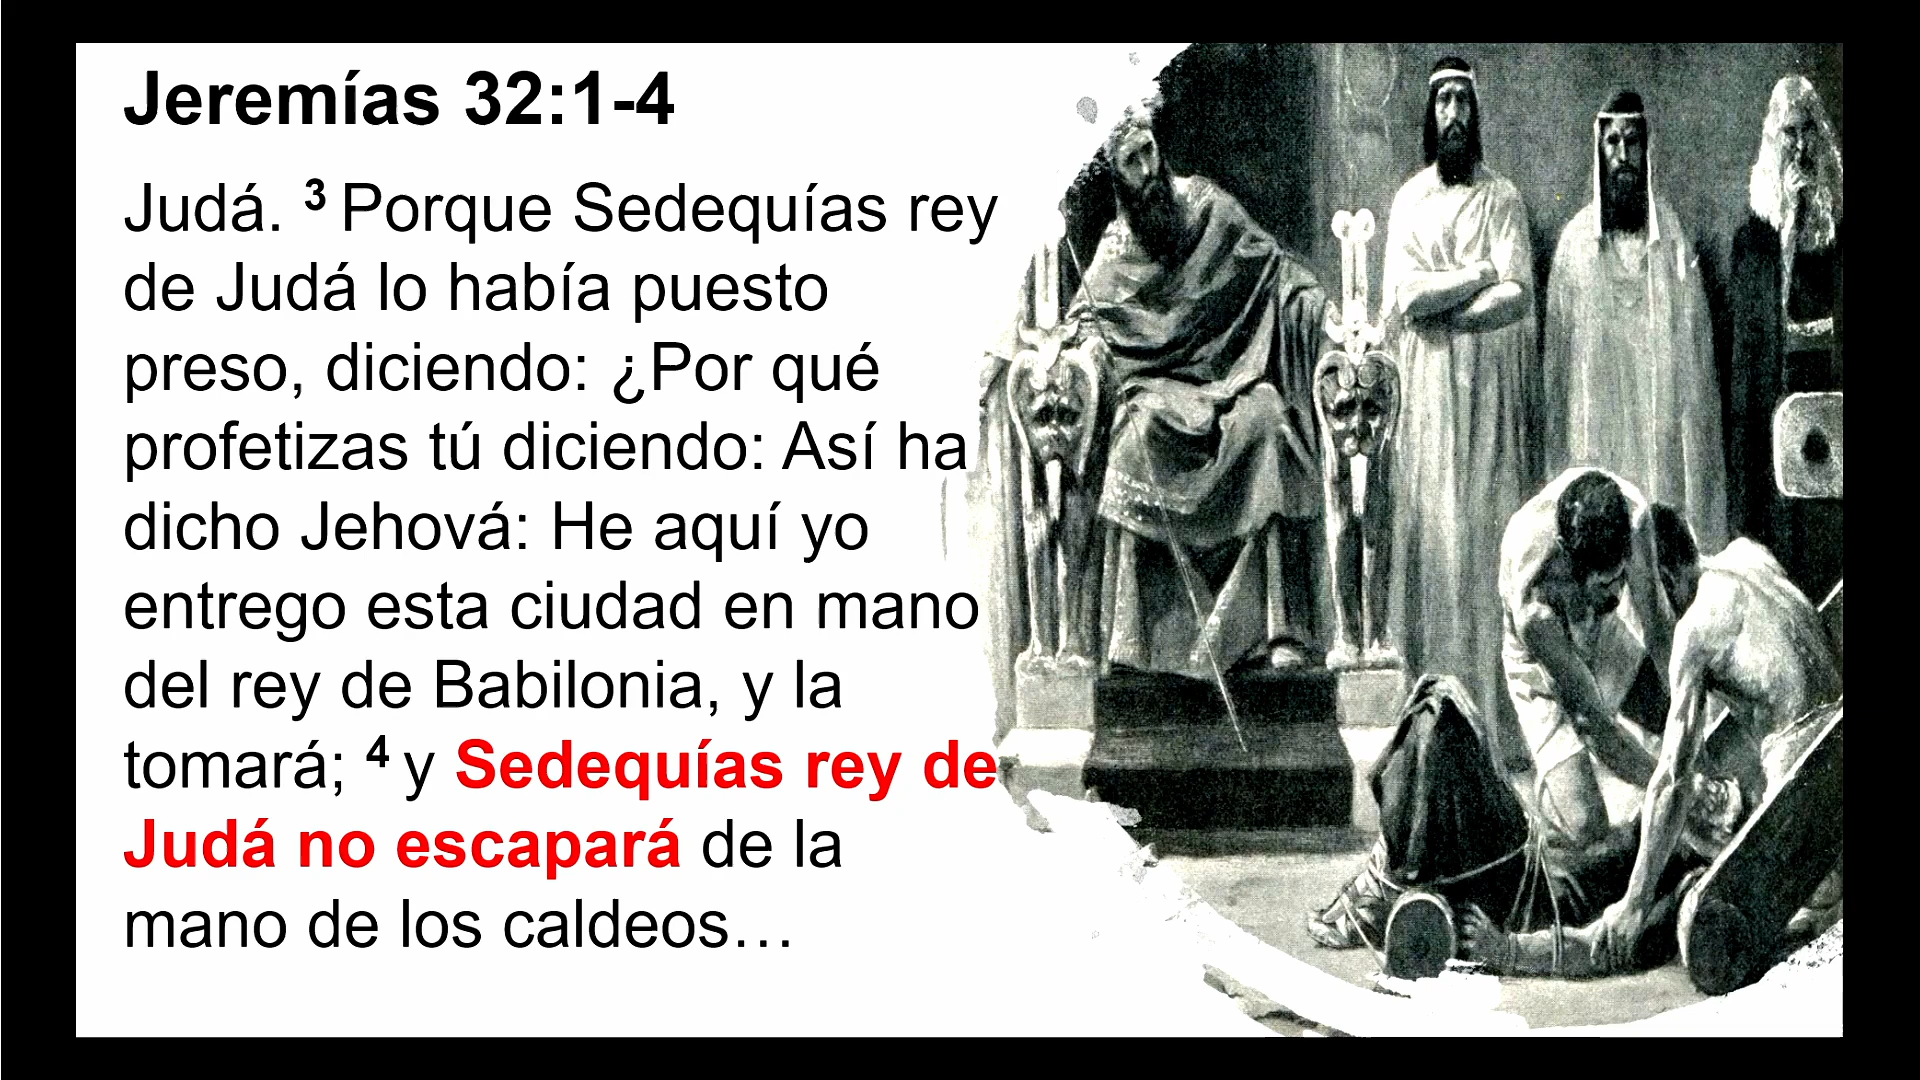 Jeremías 32:1-4
Judá. 3 Porque Sedequías rey
de Judá lo había puesto
preso, diciendo: ¿Por qué
profetizas tú diciendo: Así ha
dicho Jehová: He aquí yo
entrego esta ciudad en mano
del rey de Babilonia, y la
tomará; 4 y Sedequías rey de
Judá no escapará de la
mano de los caldeos…